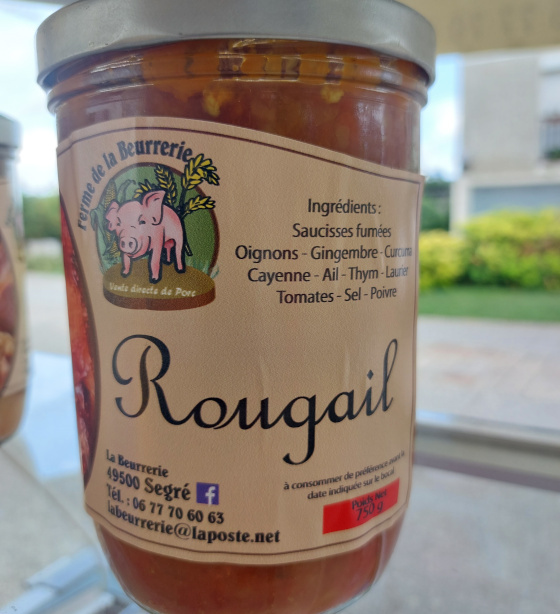 Ferme de la Beurrerie
Vente directe de Porc
Ingrédients :
Saucisses fumées
Oignons - Gingembre - Curcuma
Cayenne - Ail - Thym - Laurier
Tomates - Sel - Poivre
Rougail
La Beurrerie
49500 Segré f
Tél. : 06 77 70 60 63
labeurrerie@laposte.net
à consommer de préférence avant la
date indiquée sur le bocal
Poids Net
750 g